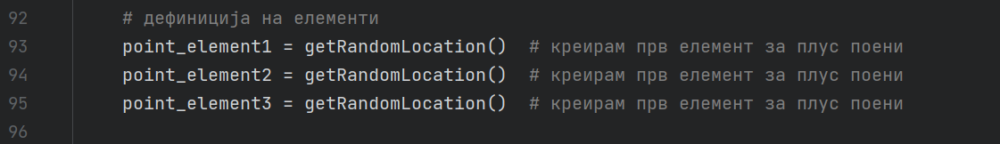 92 # дефиниција на елементи
93 point_element1 = getRandomLocation() # креирам прв елемент за плус поени
94 point_element2 = getRandomLocation() # креирам прв елемент за плус поени
95 point_element3 = getRandomLocation() # креирам прв елемент за плус поени
96